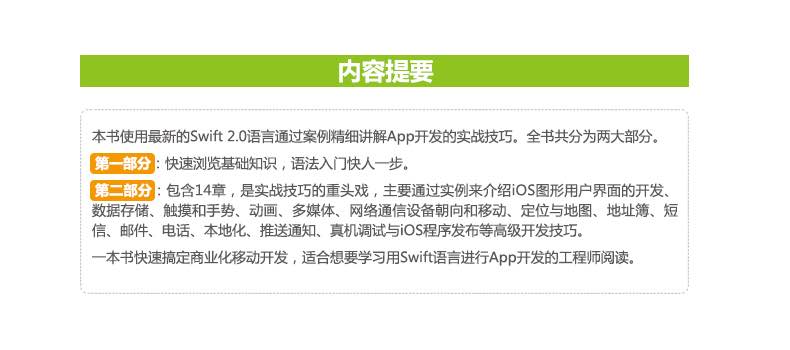 内容提要
本书使用最新的Swift 2.0语言通过案例精细讲解App开发的实战技巧。全书共分为两大部分。
第一部分：快速浏览基础知识，语法入门快人一步。
第二部分：包含14章，是实战技巧的重头戏，主要通过实例来介绍iOS图形用户界面的开发、
数据存储、触摸和手势、动画、多媒体、网络通信设备朝向和移动、定位与地图、地址簿、短
信、邮件、电话、本地化、推送通知、真机调试与iOS程序发布等高级开发技巧。
一本书快速搞定商业化移动开发，适合想要学习用Swift语言进行App开发的工程师阅读。